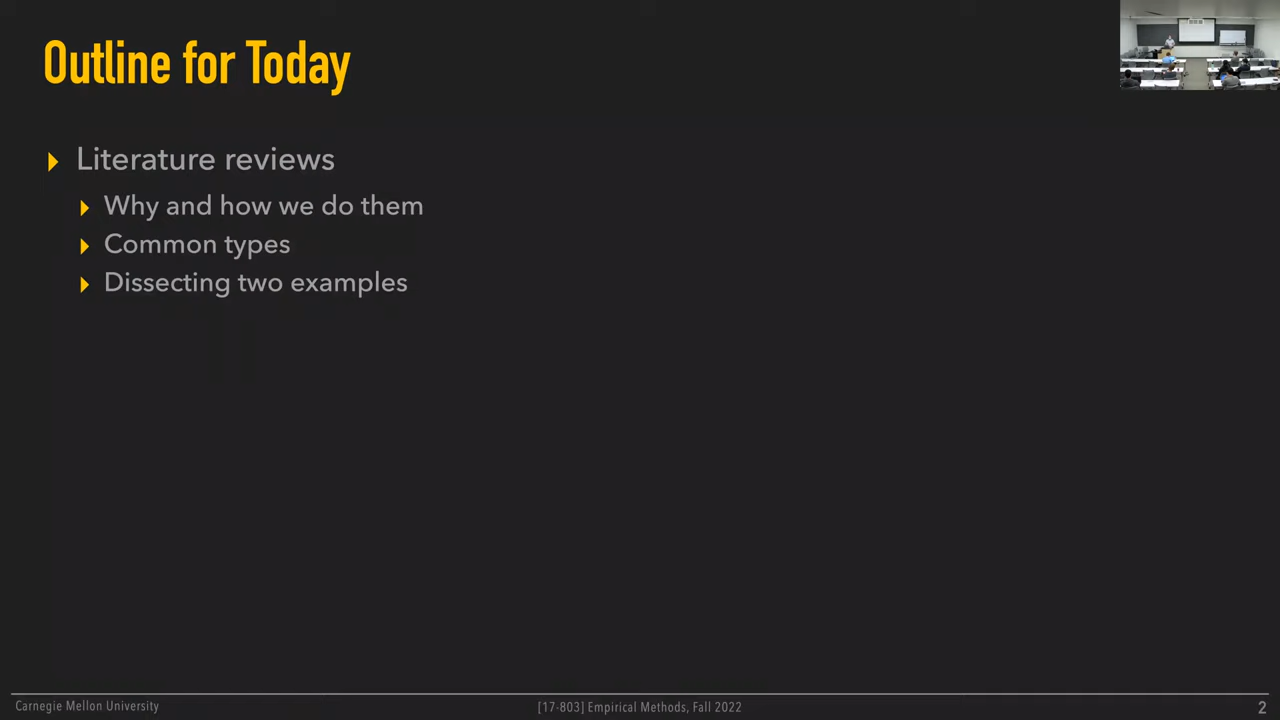 Outline for Today
Literature reviews
Why and how we do them
Common types
Dissecting two examples
Carnegie Mellon University
[17-803] Empirical Methods, Fall 2022
2